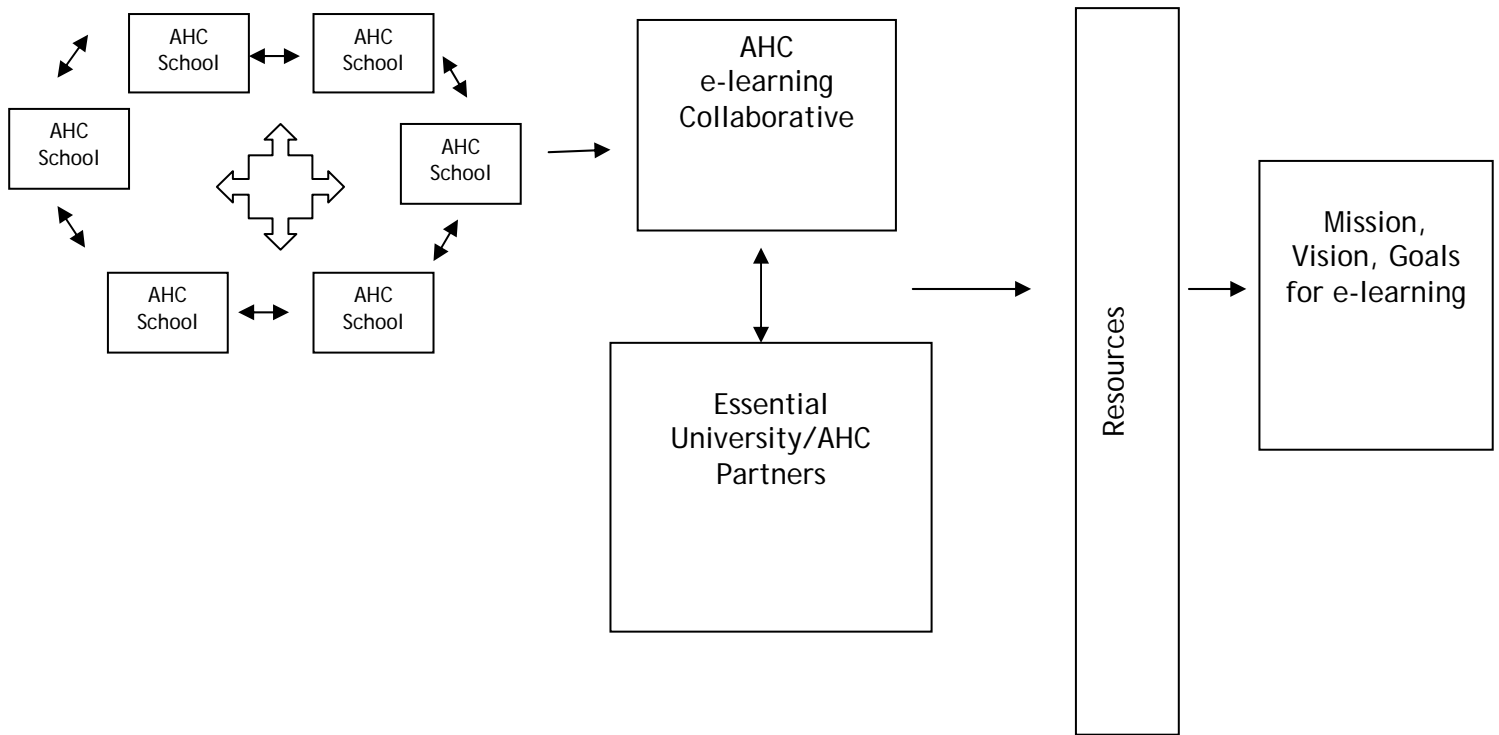 AHC
School
AHC
School
AHC
School
AHC
School
AHC
School
AHC
School
AHC
e-learning
Collaborative
Essential
University/AHC
Partners
Resources
Mission,
Vision, Goals
for e-learning